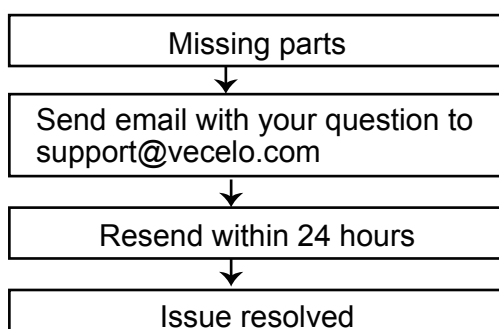 Missing parts
Send email with your question to
support@vecelo.com
Resend within 24 hours
Issue resolved